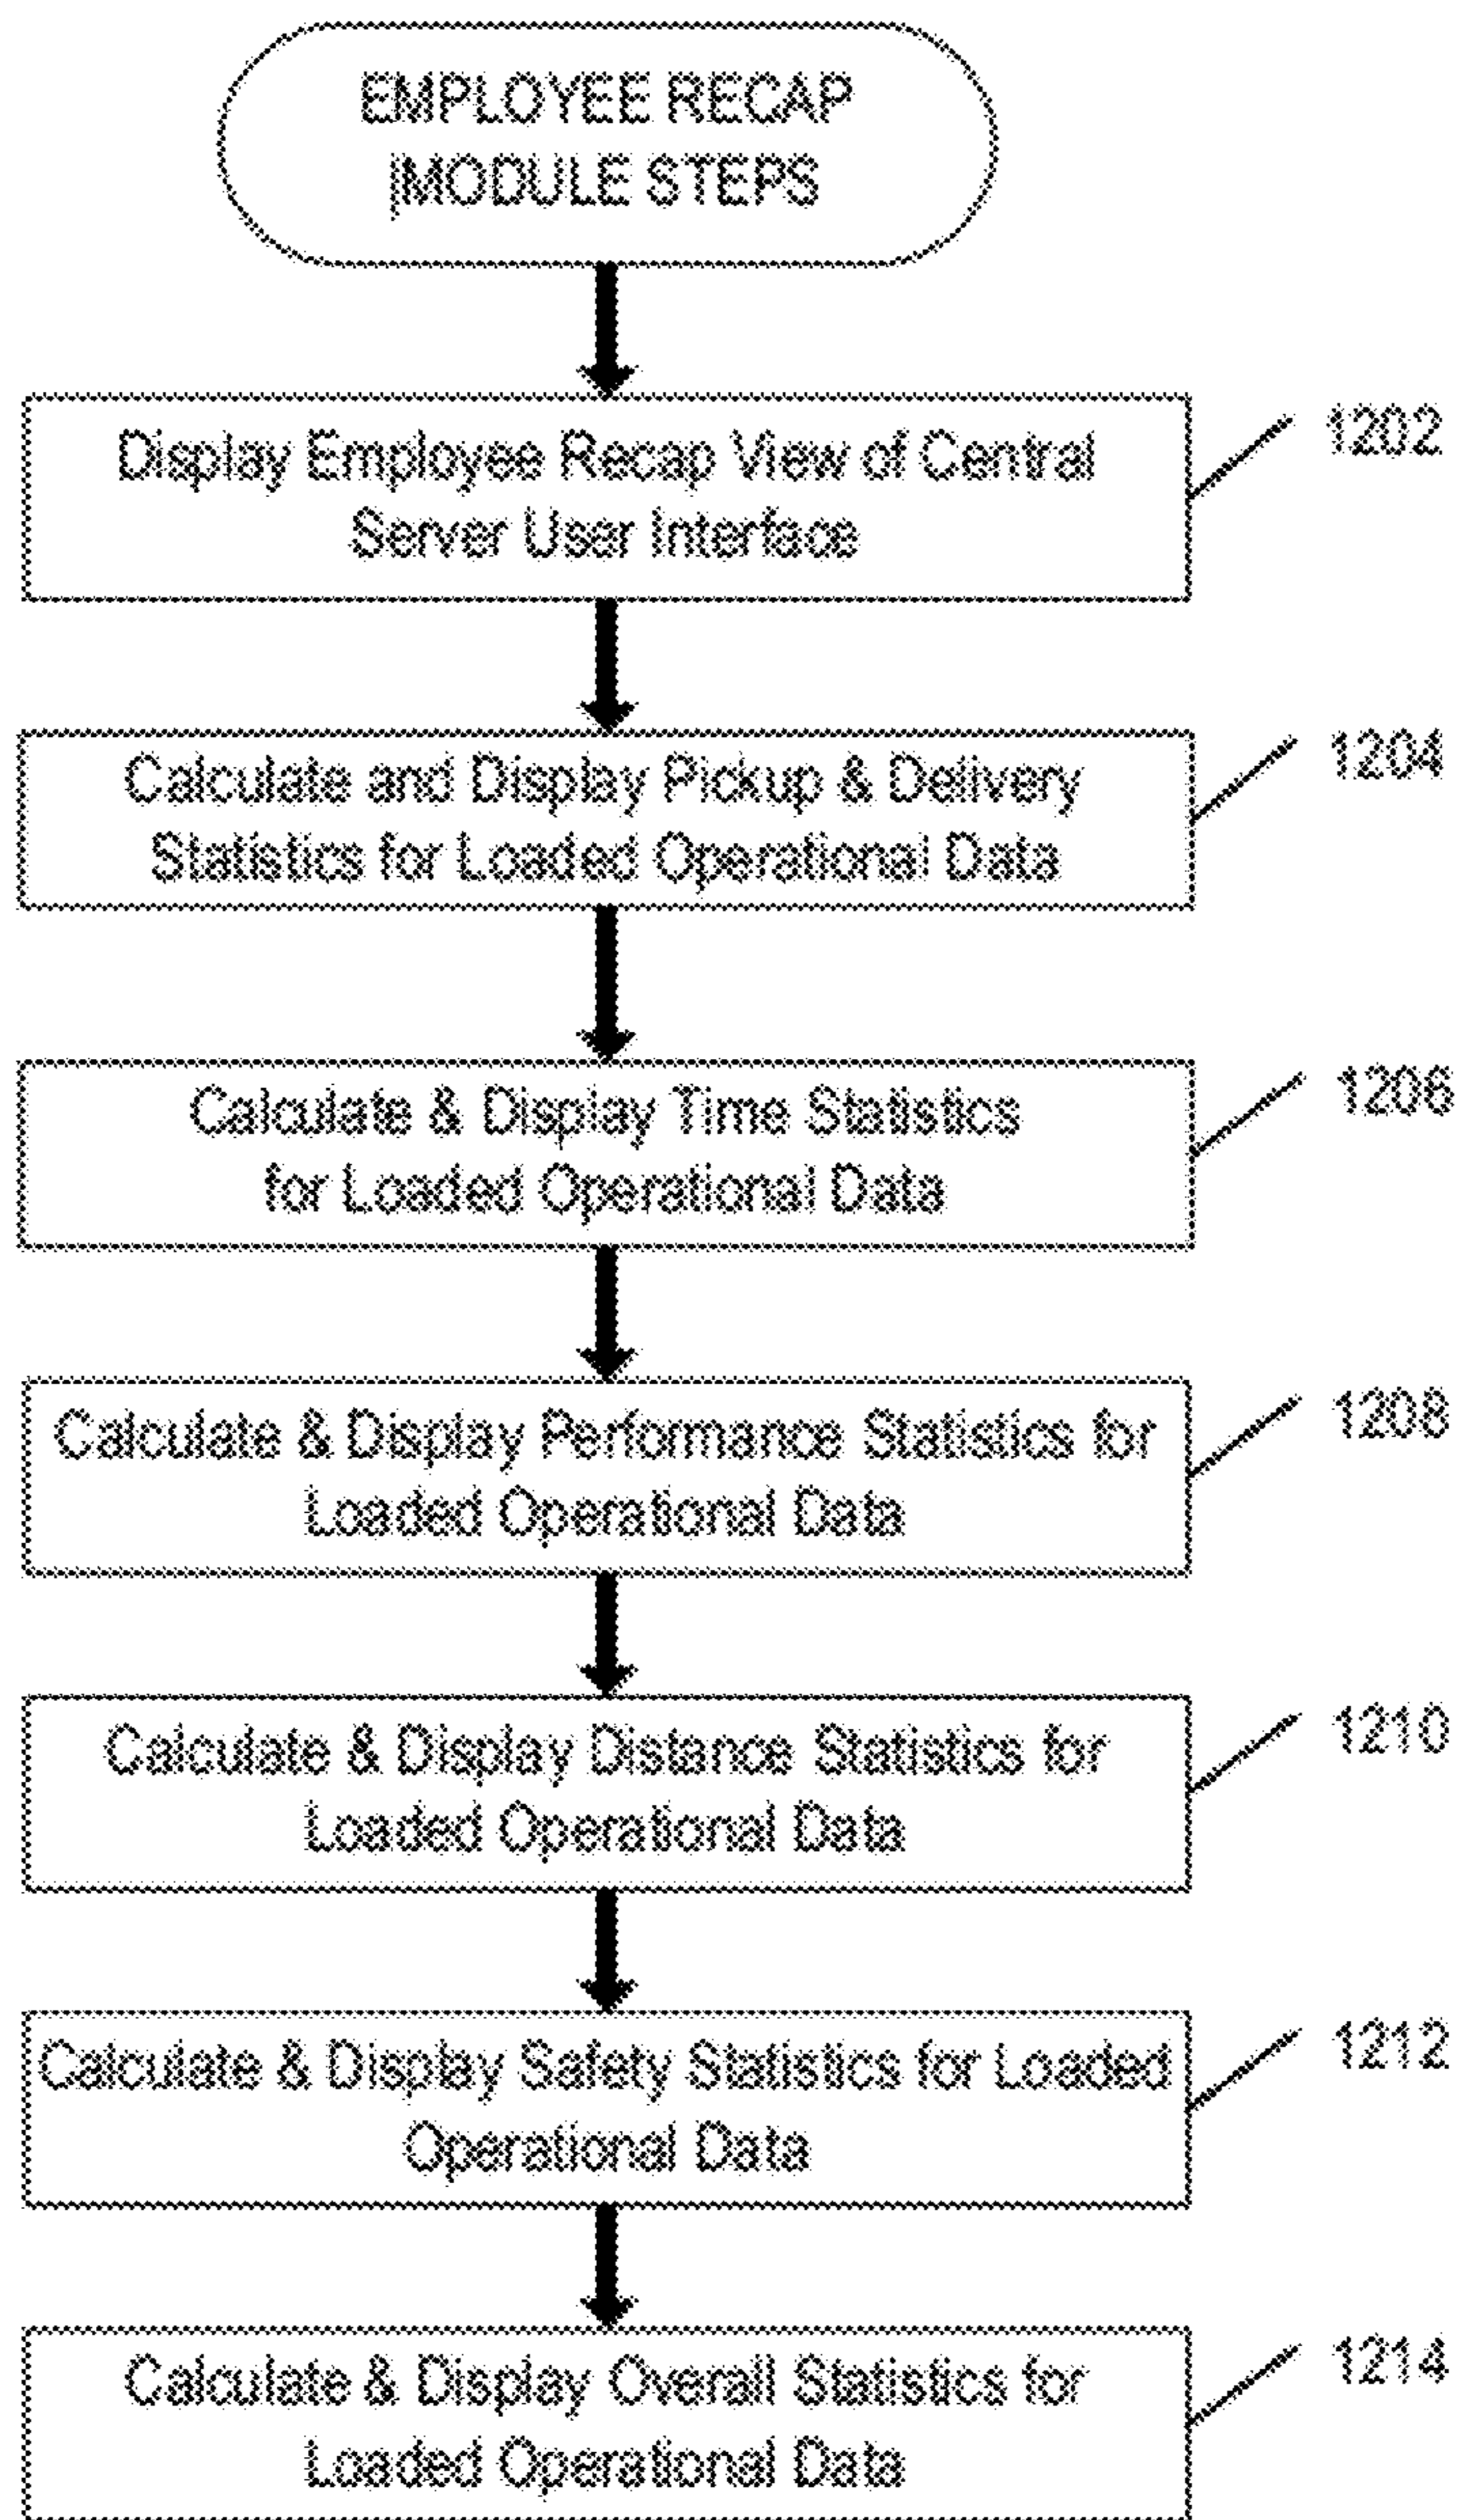 EMPLOYEE RECAP
MODULE STEPS
Display Employee Recap View of Central
Server User Interface
1202
Calculate and Display Pickup & Delivery
Statistics for Loaded Operational Data
1204
Calculate & Display Time Statistics
for Loaded Operational Data
1206
Calculate & Display Performance Statistics for
Loaded Operational Data
1208
Calculate & Display Distance Statistics for
Loaded Operational Data
1210
Calculate & Display Safety Statistics for Loaded
Operational Data
1212
Calculate & Display Overall Statistics for
Loaded Operational Data
1214